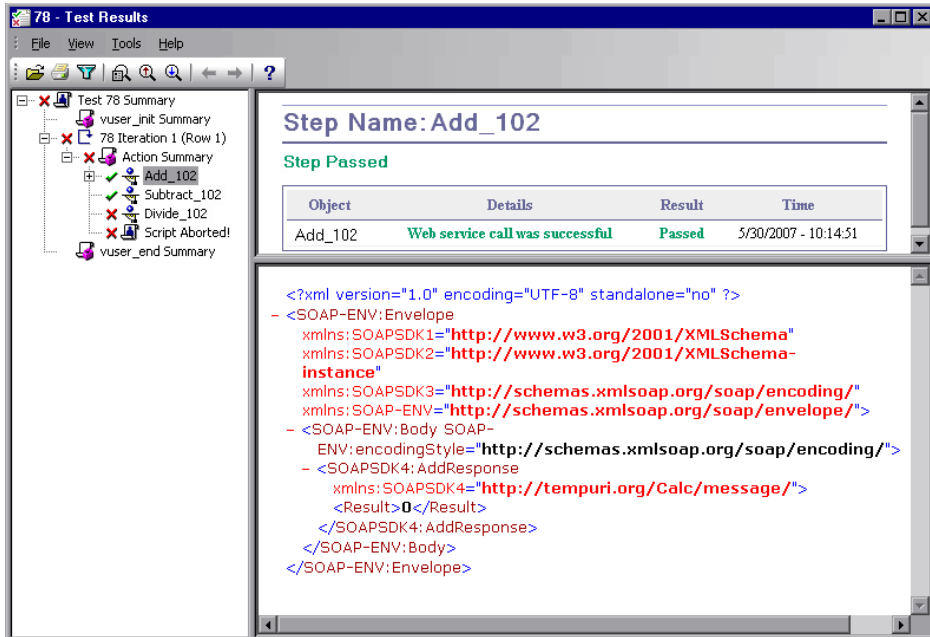 78 - Test Results
File View Tools Help
?
Test 78 Summary
vuser_init Summary
78 Iteration 1 (Row 1)
Action Summary
Add_102
Subtract_102
Divide_102
Script Aborted!
vuser_end Summary
Step Name: Add_102
Step Passed
Object Details Result Time
Add_102 Web service call was successful Passed 5/30/2007 - 10:14:51
<?xml version="1.0" encoding="UTF-8" standalone="no" ?>
- <SOAP-ENV:Envelope
xmlns:SOAPSDK1="http://www.w3.org/2001/XMLSchema"
xmlns:SOAPSDK2="http://www.w3.org/2001/XMLSchema-
instance"
xmlns:SOAPSDK3="http://schemas.xmlsoap.org/soap/encoding/"
xmlns:SOAP-ENV="http://schemas.xmlsoap.org/soap/envelope/">
- <SOAP-ENV:Body SOAP-
ENV:encodingStyle="http://schemas.xmlsoap.org/soap/encoding/">
- <SOAPSDK4:AddResponse
xmlns:SOAPSDK4="http://tempuri.org/Calc/message/">
<Result>0</Result>
</SOAPSDK4:AddResponse>
</SOAP-ENV:Body>
</SOAP-ENV:Envelope>